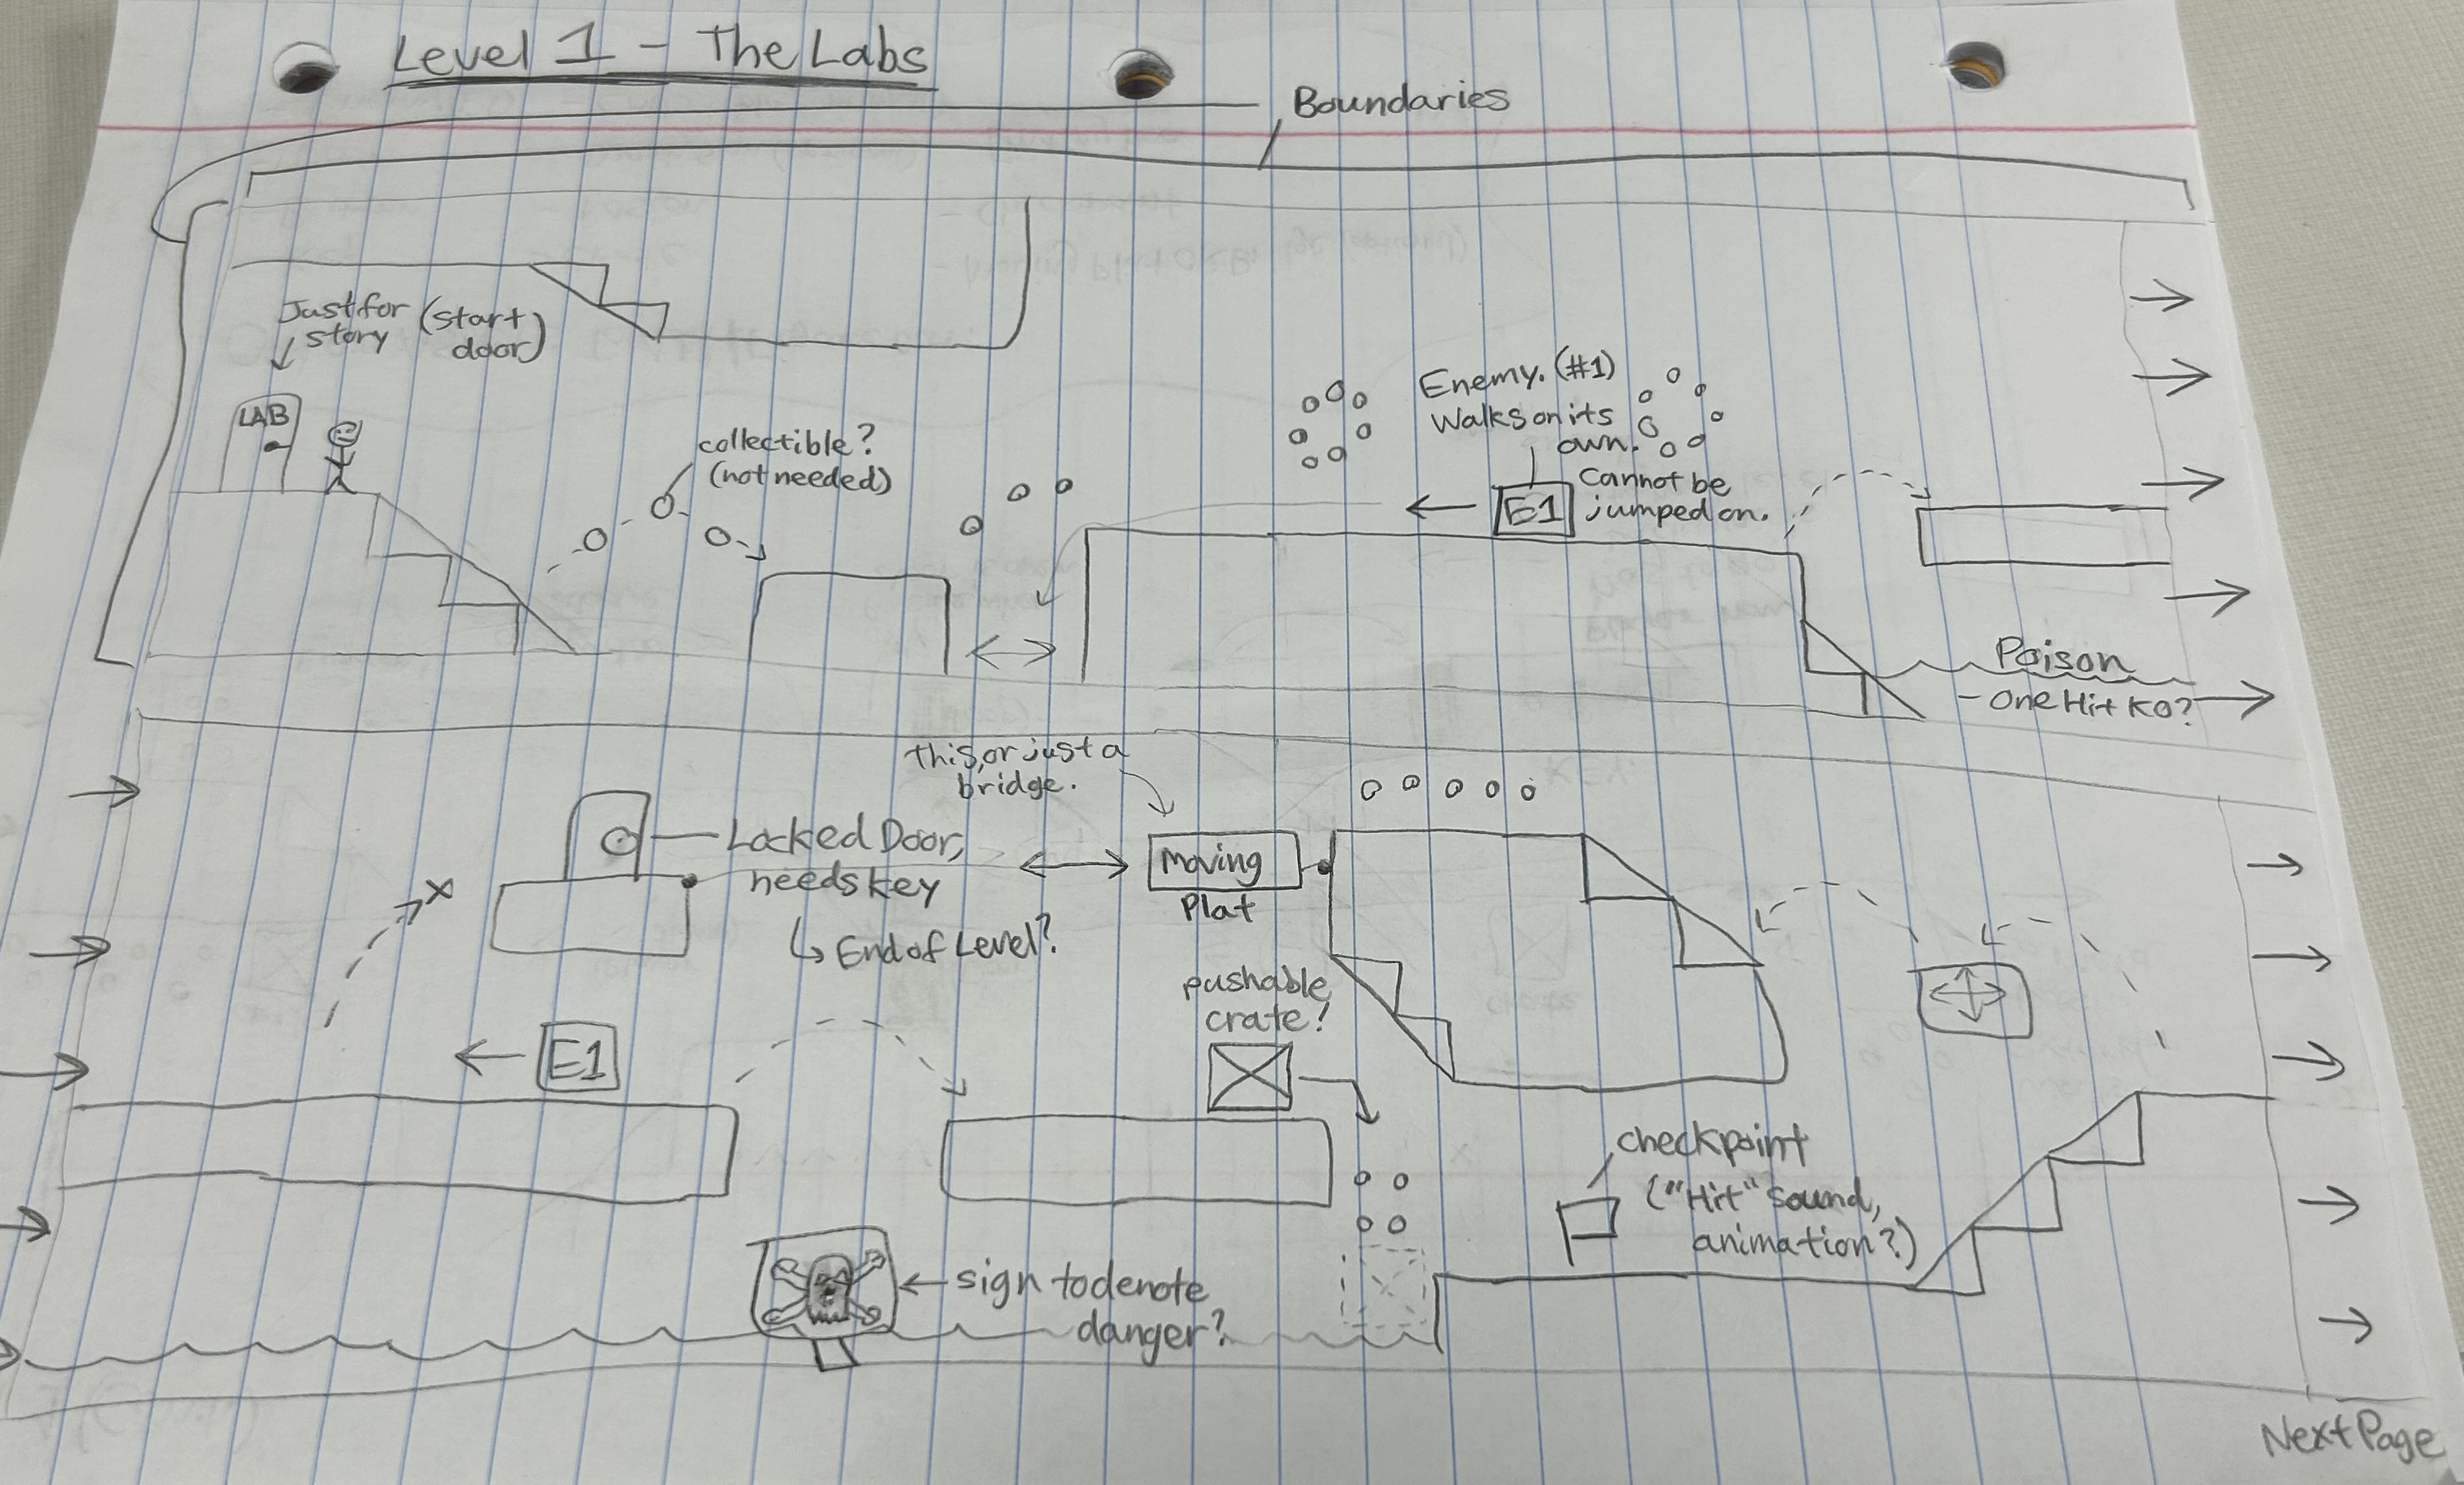 Level 1 - The Labs
Boundaries
Just for
story
(start
door)
LAB
collectible?
(not needed)
Enemy. (#1)
Walks on its
own.
Cannot be
jumped on.
E1
Poison
- One Hit KO?
This, or just a
bridge.
Locked Door,
needs key
↳ End of Level?
Moving
Plat
pushable
crate!
E1
checkpoint
("Hit" sound,
animation?)
sign to denote
danger?
Next Page